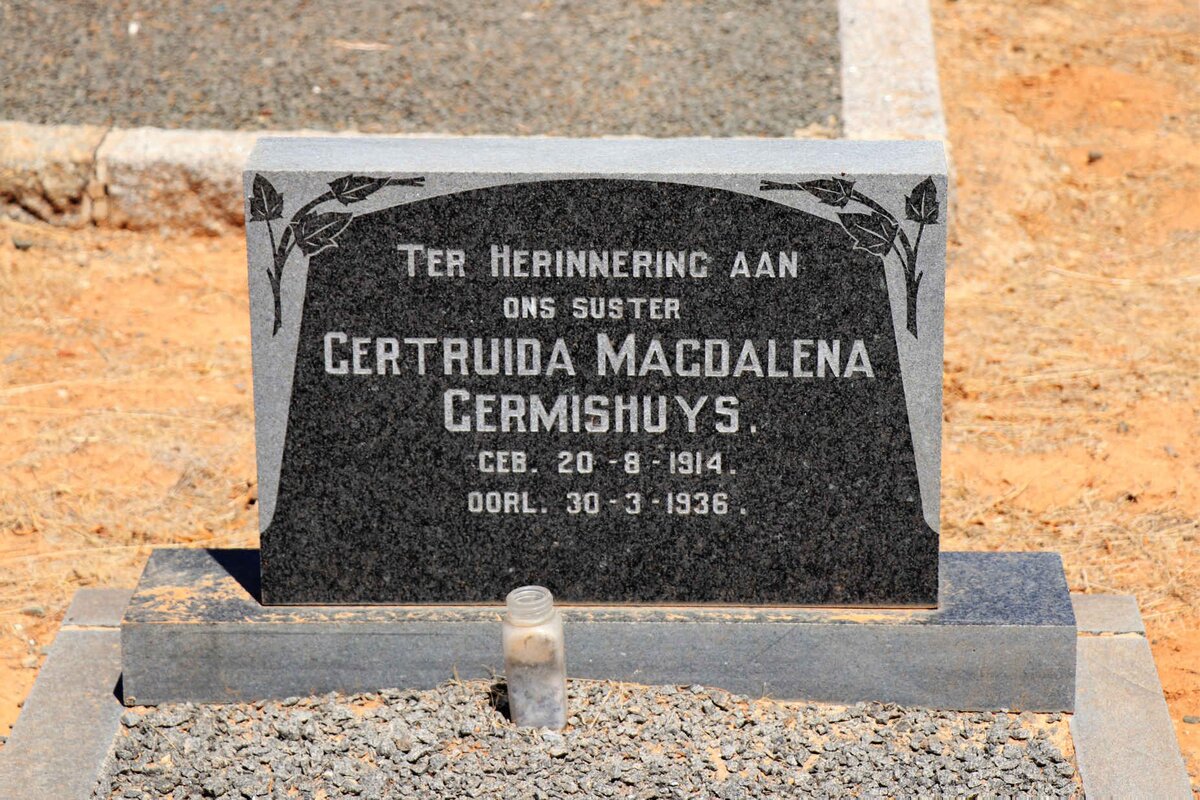 TER HERINNERING AAN
ONS SUSTER
GERTRUIDA MAGDALENA
GERMISHUYS.
GEB. 20-8-1914.
OORL. 30-3-1936.